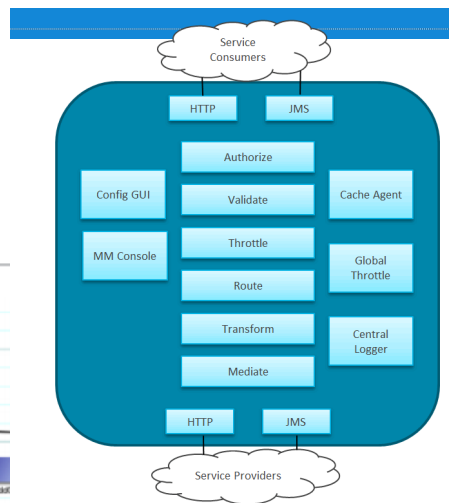 Service
Consumers
HTTP
JMS
Authorize
Config GUI
Validate
Cache Agent
MM Console
Throttle
Global
Throttle
Route
Transform
Central
Logger
Mediate
HTTP
JMS
Service Providers